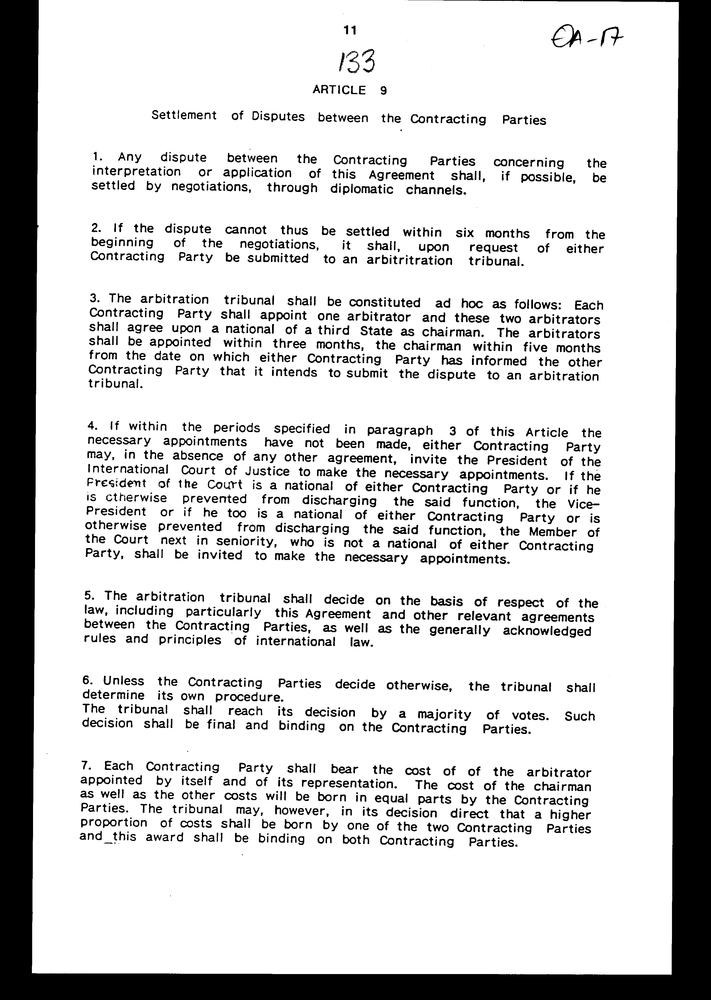 11
ƐA-17
133
ARTICLE 9
Settlement of Disputes between the Contracting Parties
1. Any dispute between the Contracting Parties concerning the
interpretation or application of this Agreement shall, if possible, be
settled by negotiations, through diplomatic channels.
2. If the dispute cannot thus be settled within six months from the
beginning of the negotiations, it shall, upon request of either
Contracting Party be submitted to an arbitritration tribunal.
3. The arbitration tribunal shall be constituted ad hoc as follows: Each
Contracting Party shall appoint one arbitrator and these two arbitrators
shall agree upon a national of a third State as chairman. The arbitrators
shall be appointed within three months, the chairman within five months
from the date on which either Contracting Party has informed the other
Contracting Party that it intends to submit the dispute to an arbitration
tribunal.
4. If within the periods specified in paragraph 3 of this Article the
necessary appointments have not been made, either Contracting Party
may, in the absence of any other agreement, invite the President of the
International Court of Justice to make the necessary appointments. If the
President of the Court is a national of either Contracting Party or if he
is otherwise prevented from discharging the said function, the Vice-
President or if he too is a national of either Contracting Party or is
otherwise prevented from discharging the said function, the Member of
the Court next in seniority, who is not a national of either Contracting
Party, shall be invited to make the necessary appointments.
5. The arbitration tribunal shall decide on the basis of respect of the
law, including particularly this Agreement and other relevant agreements
between the Contracting Parties, as well as the generally acknowledged
rules and principles of international law.
6. Unless the Contracting Parties decide otherwise, the tribunal shall
determine its own procedure.
The tribunal shall reach its decision by a majority of votes. Such
decision shall be final and binding on the Contracting Parties.
7. Each Contracting Party shall bear the cost of of the arbitrator
appointed by itself and of its representation. The cost of the chairman
as well as the other costs will be born in equal parts by the Contracting
Parties. The tribunal may, however, in its decision direct that a higher
proportion of costs shall be born by one of the two Contracting Parties
and this award shall be binding on both Contracting Parties.